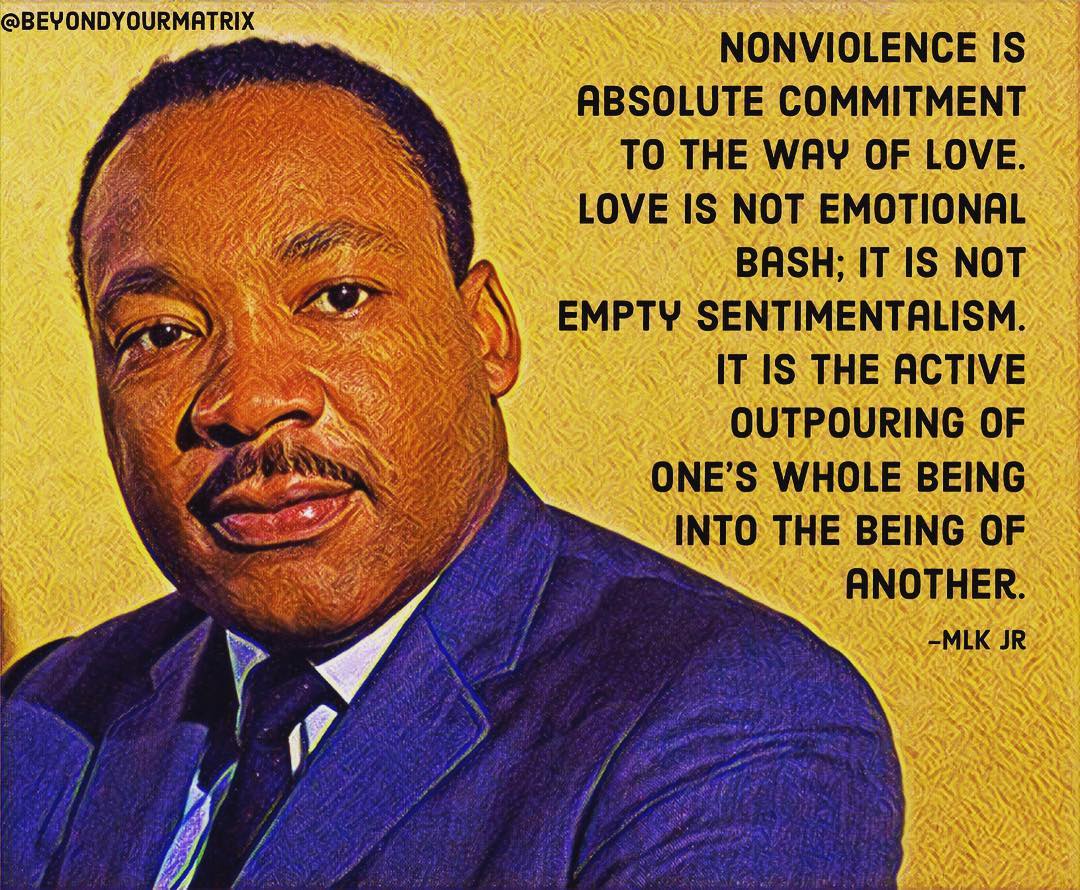 @BEYONDYOURMATRIX
NONVIOLENCE IS
ABSOLUTE COMMITMENT
TO THE WAY OF LOVE.
LOVE IS NOT EMOTIONAL
BASH; IT IS NOT
EMPTY SENTIMENTALISM.
IT IS THE ACTIVE
OUTPOURING OF
ONE'S WHOLE BEING
INTO THE BEING OF
ANOTHER.
-MLK JR